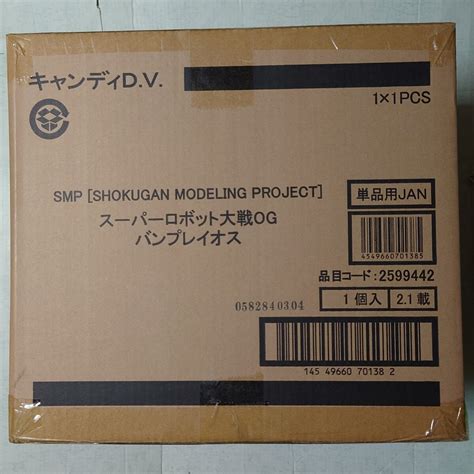 キャンディD.V.
1×1PCS
SMP [SHOKUGAN MODELING PROJECT]
スーパーロボット大戦OG
バンプレイオス
単品用JAN
4549660701385
品目コード：2599442
1個入
2.1載
0582840304
145 49660 70138 2